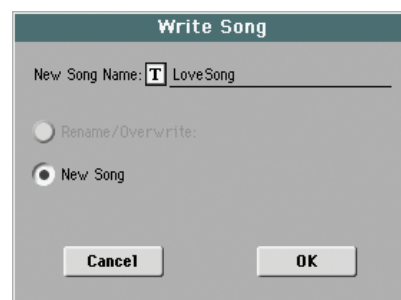 Write Song
New Song Name: T LoveSong
Rename/Overwrite:
New Song
Cancel OK